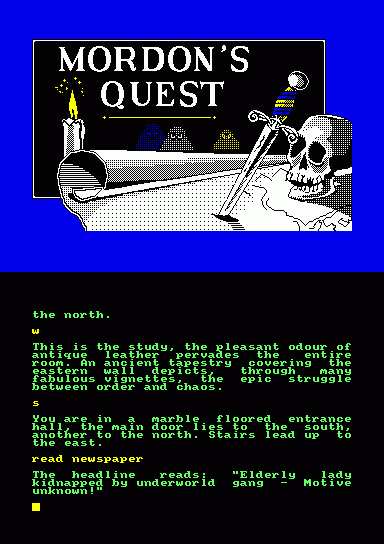 MORDON'S
QUEST
the north.
w
This is the study, the pleasant odour of
antique leather pervades the entire
room. An ancient tapestry covering the
eastern wall depicts, through many
fabulous vignettes, the epic struggle
between order and chaos.
s
You are in a marble floored entrance
hall, the main door lies to the south,
another to the north. Stairs lead up to
the east.
read newspaper
The headline reads: "Elderly lady
kidnapped by underworld gang - Motive
unknown!"